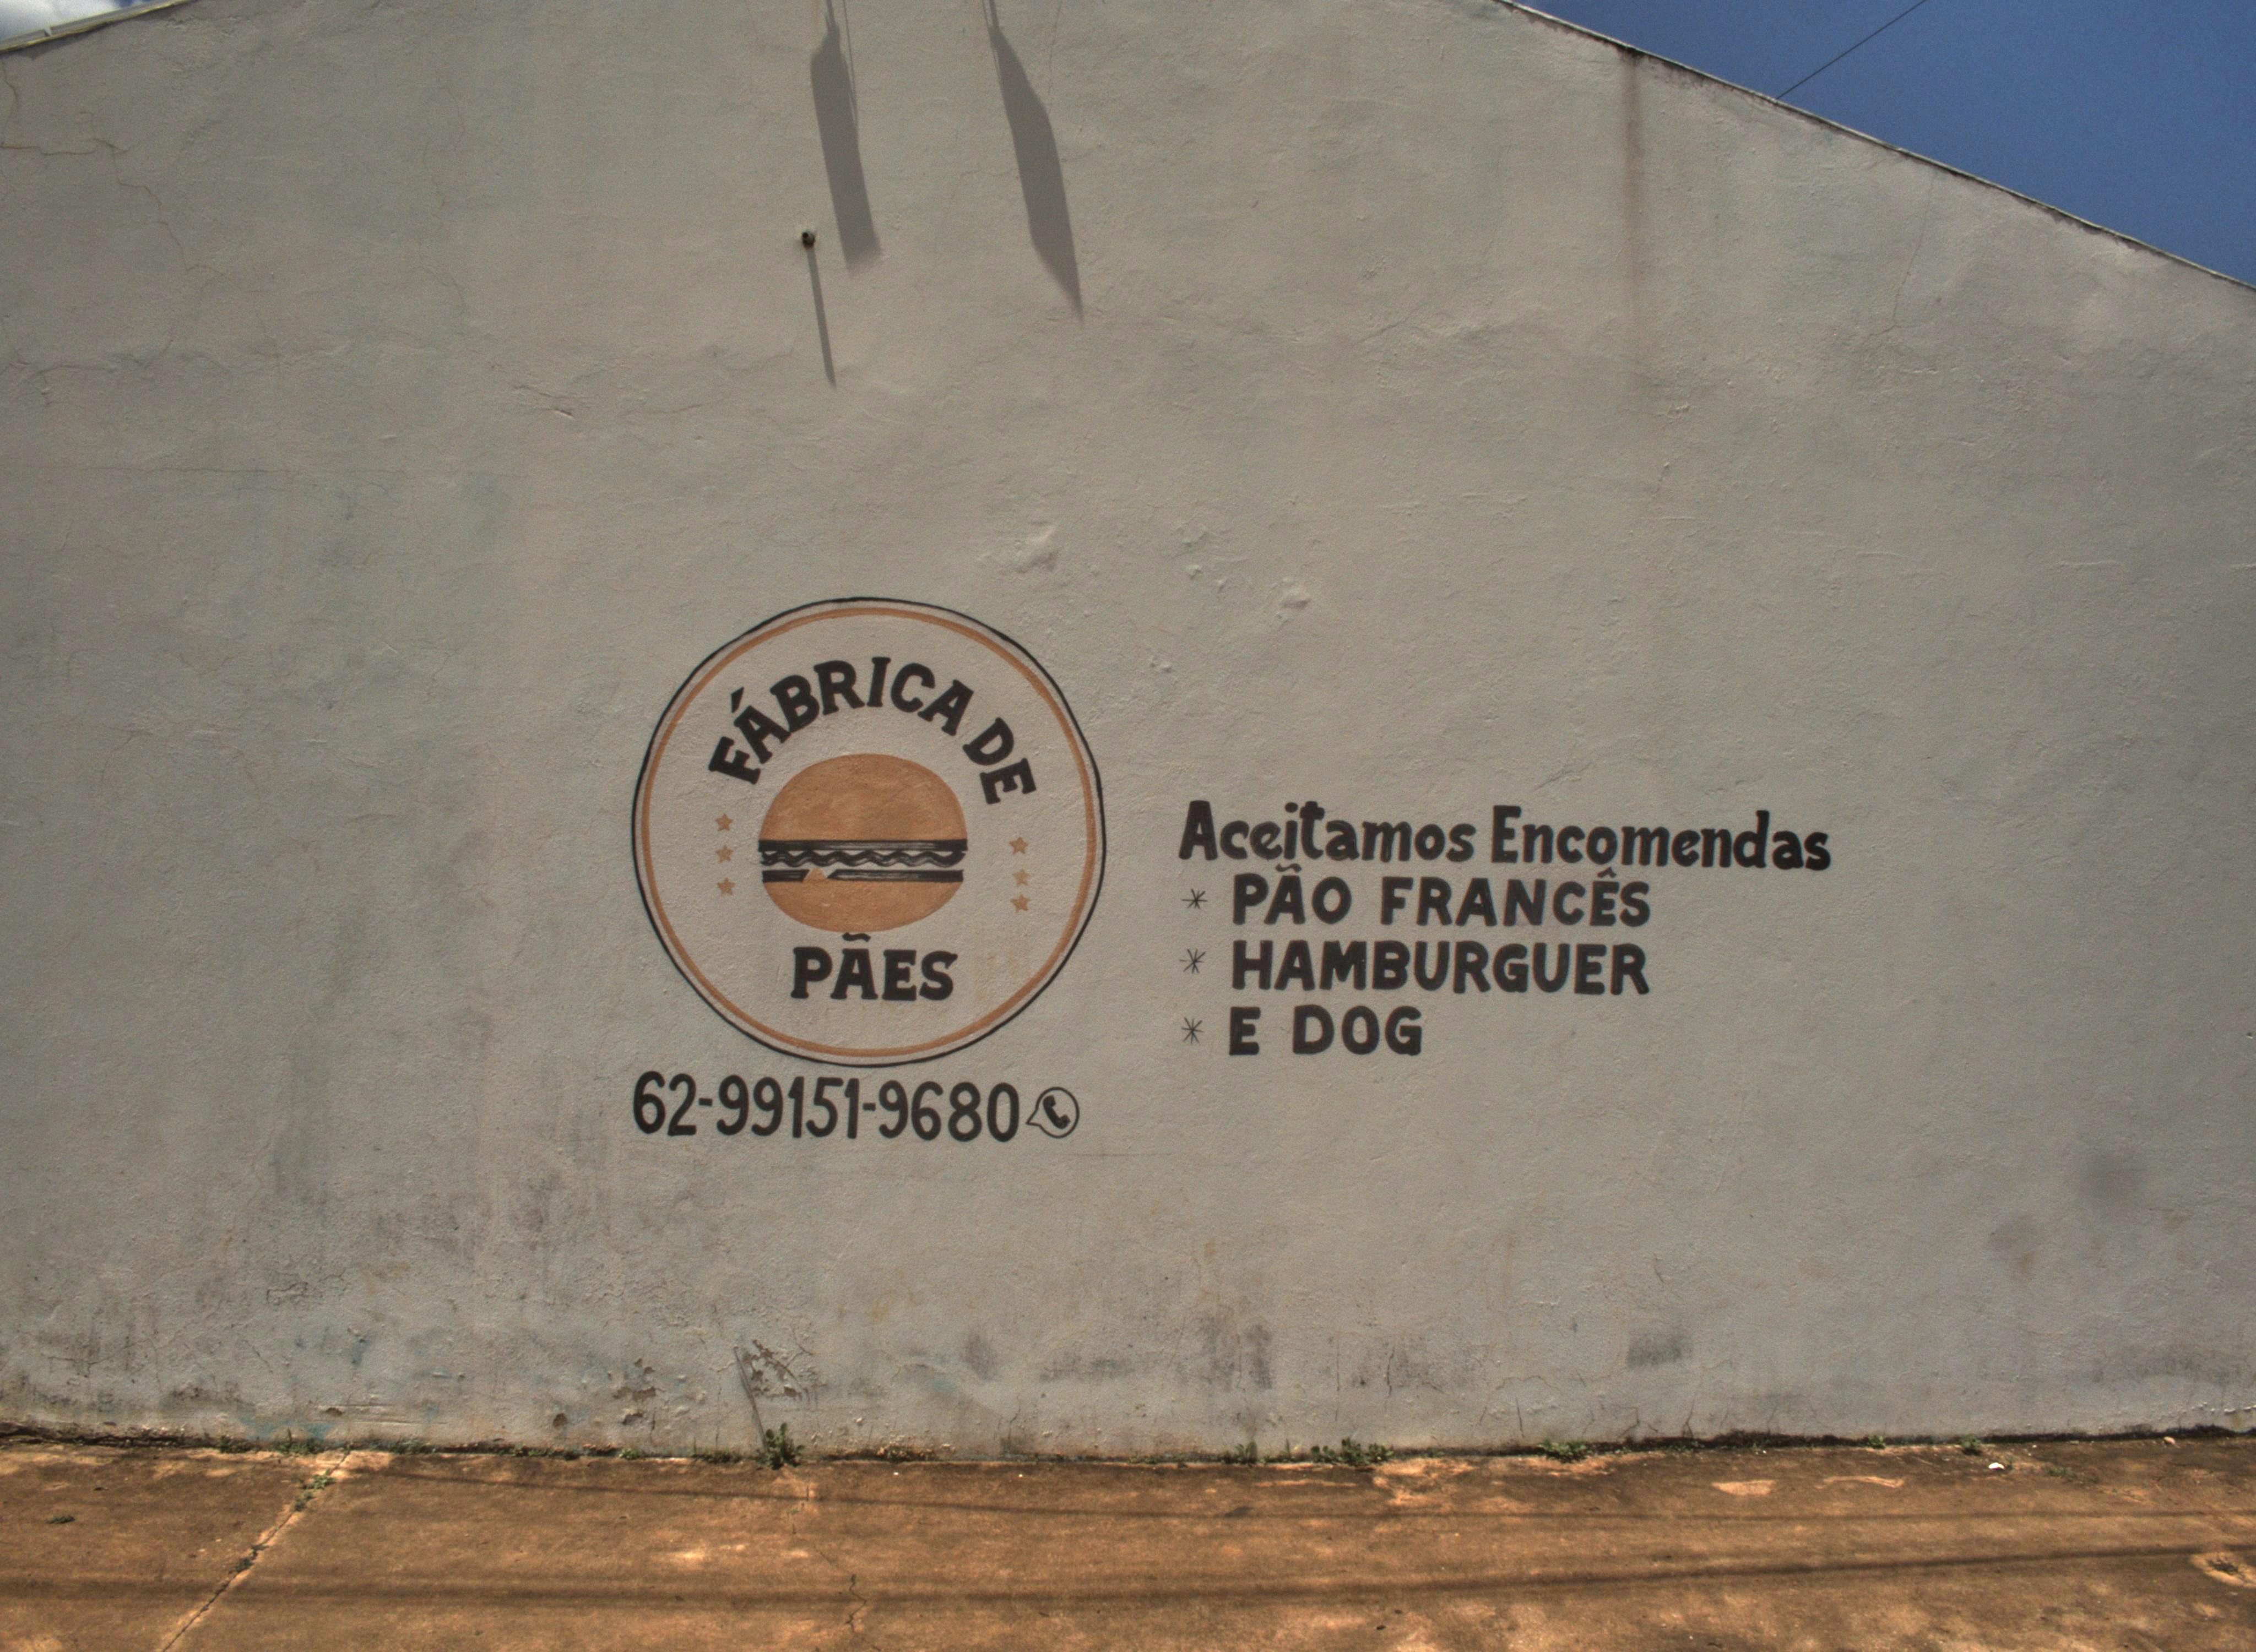 FÁBRICA DE
PÃES
62-99151-9680
Aceitamos Encomendas
* PÃO FRANCÊS
* HAMBURGUER
* E DOG